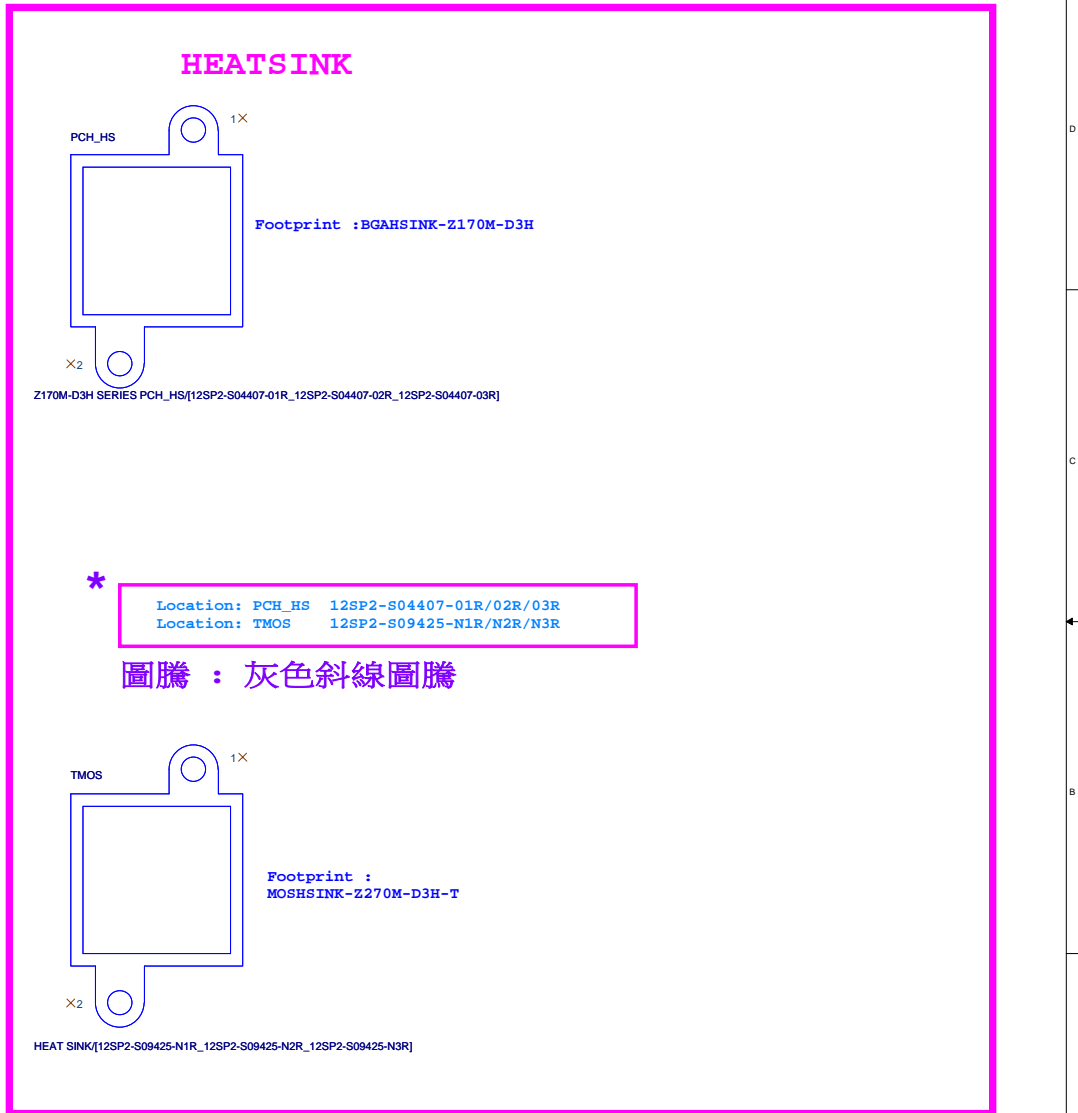 HEATSINK
1
PCH_HS
D
Footprint :BGAHSINK-Z170M-D3H
2
Z170M-D3H SERIES PCH_HS/[12SP2-S04407-01R_12SP2-S04407-02R_12SP2-S04407-03R]
C
*
Location: PCH_HS 12SP2-S04407-01R/02R/03R
Location: TMOS 12SP2-S09425-N1R/N2R/N3R
圖騰 : 灰色斜線圖騰
1
TMOS
B
Footprint :
MOSHSINK-Z270M-D3H-T
2
HEAT SINK/[12SP2-S09425-N1R_12SP2-S09425-N2R_12SP2-S09425-N3R]